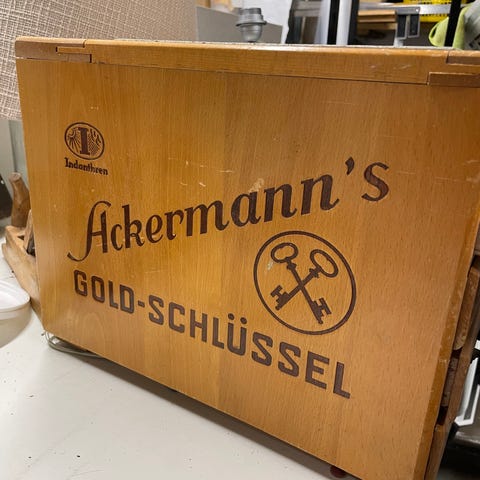 I
Indanthren
Ackermann's
GOLD-SCHLÜSSEL